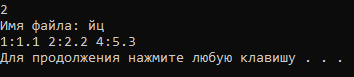 2
Имя файла: йц
1:1.1 2:2.2 4:5.3
Для продолжения нажмите любую клавишу . . .